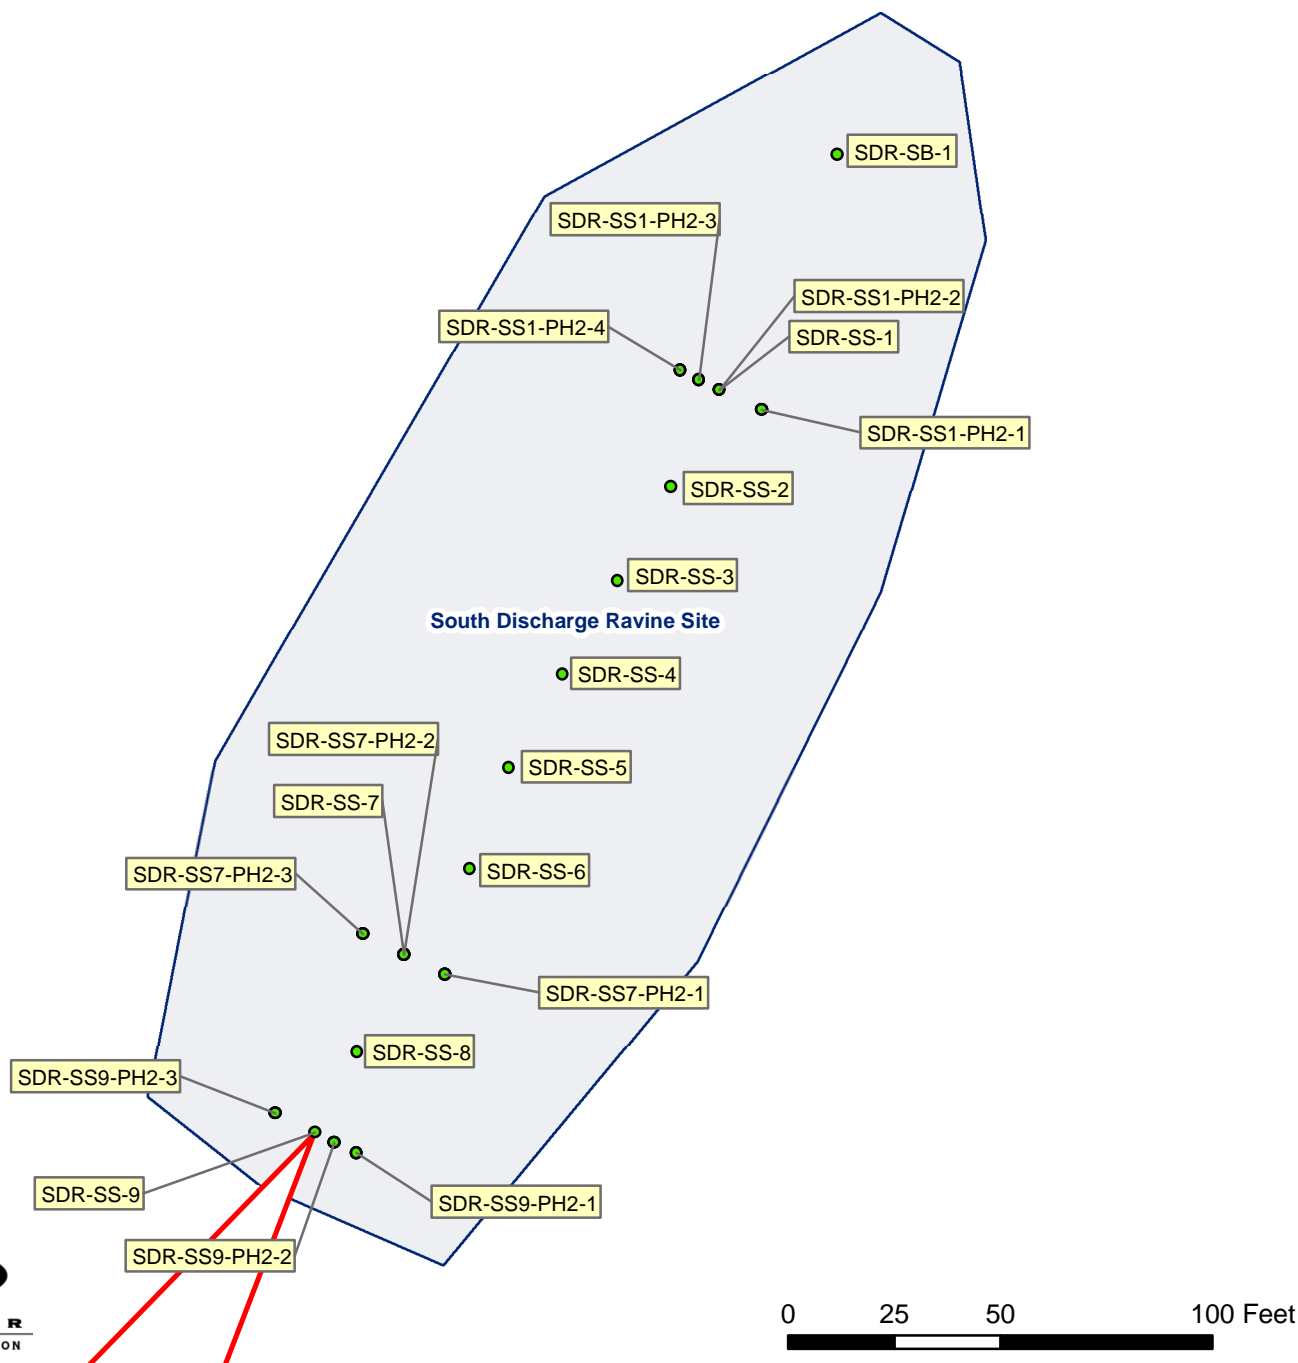 SDR-SB-1
SDR-SS1-PH2-3
SDR-SS1-PH2-2
SDR-SS1-PH2-4
SDR-SS-1
SDR-SS1-PH2-1
SDR-SS-2
SDR-SS-3
South Discharge Ravine Site
SDR-SS-4
SDR-SS7-PH2-2
SDR-SS-5
SDR-SS-7
SDR-SS7-PH2-3
SDR-SS-6
SDR-SS7-PH2-1
SDR-SS-8
SDR-SS9-PH2-3
SDR-SS-9
SDR-SS9-PH2-1
SDR-SS9-PH2-2
0 25 50 100 Feet
R
ON